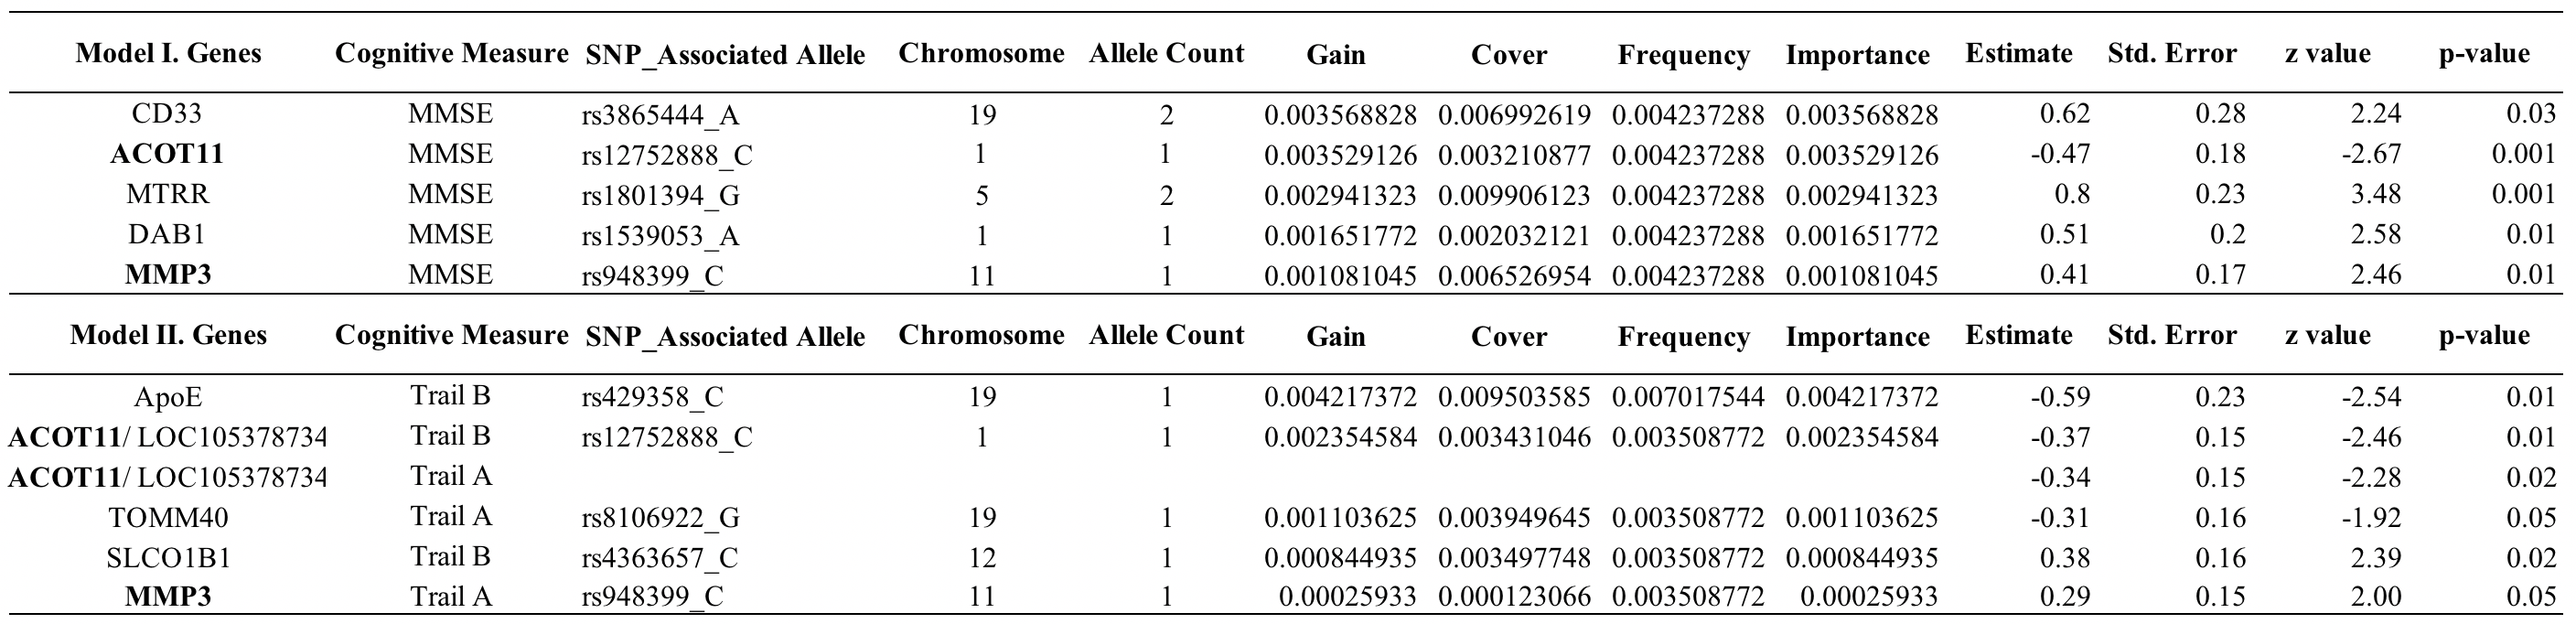 Model I. Genes Cognitive Measure SNP_Associated Allele Chromosome Allele Count Gain Cover Frequency Importance Estimate Std. Error z value p-value
CD33 MMSE rs3865444_A 19 2 0.003568828 0.006992619 0.004237288 0.003568828 0.62 0.28 2.24 0.03
ACOT11 MMSE rs12752888_C 1 1 0.003529126 0.003210877 0.004237288 0.003529126 -0.47 0.18 -2.67 0.001
MTRR MMSE rs1801394_G 5 2 0.002941323 0.009906123 0.004237288 0.002941323 0.8 0.23 3.48 0.001
DAB1 MMSE rs1539053_A 1 1 0.001651772 0.002032121 0.004237288 0.001651772 0.51 0.2 2.58 0.01
MMP3 MMSE rs948399_C 11 1 0.001081045 0.006526954 0.004237288 0.001081045 0.41 0.17 2.46 0.01
Model II. Genes Cognitive Measure SNP_Associated Allele Chromosome Allele Count Gain Cover Frequency Importance Estimate Std. Error z value p-value
ApoE Trail B rs429358_C 19 1 0.004217372 0.009503585 0.007017544 0.004217372 -0.59 0.23 -2.54 0.01
ACOT11/ LOC105378734 Trail B rs12752888_C 1 1 0.002354584 0.003431046 0.003508772 0.002354584 -0.37 0.15 -2.46 0.01
ACOT11/ LOC105378734 Trail A -0.34 0.15 -2.28 0.02
TOMM40 Trail A rs8106922_G 19 1 0.001103625 0.003949645 0.003508772 0.001103625 -0.31 0.16 -1.92 0.05
SLCO1B1 Trail B rs4363657_C 12 1 0.000844935 0.003497748 0.003508772 0.000844935 0.38 0.16 2.39 0.02
MMP3 Trail A rs948399_C 11 1 0.00025933 0.000123066 0.003508772 0.00025933 0.29 0.15 2.00 0.05